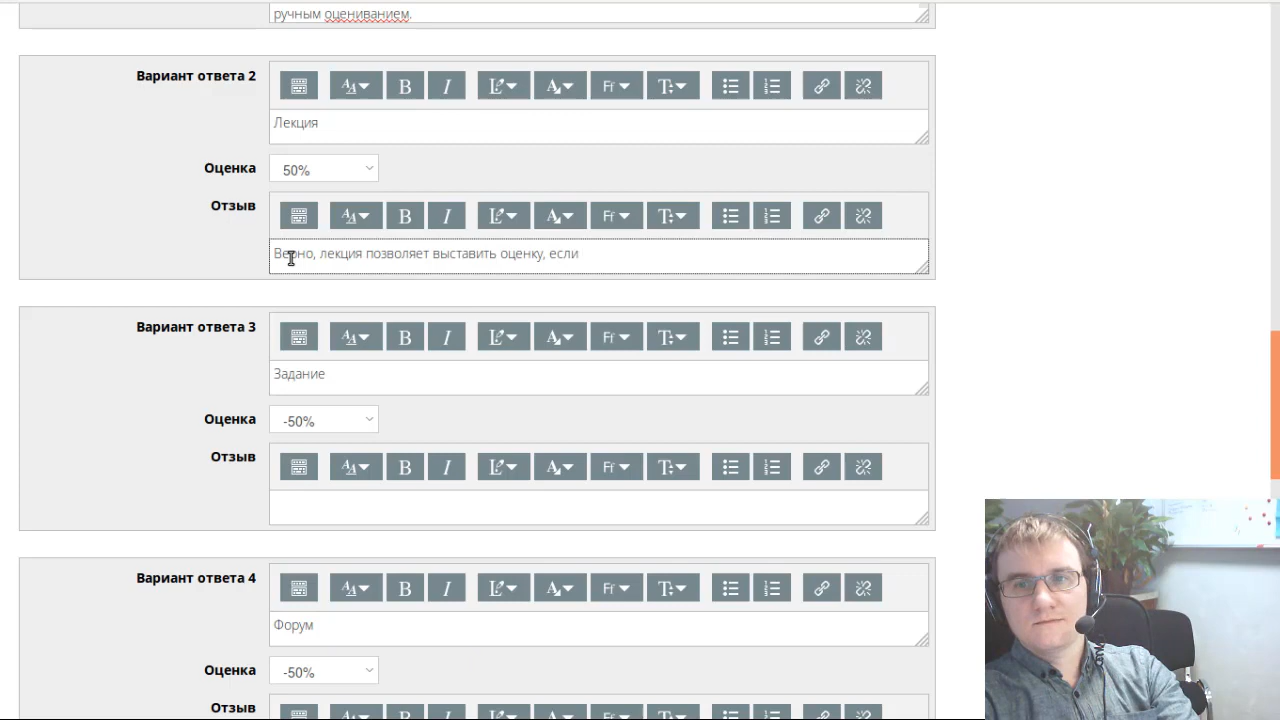 ручным оцениванием.
Вариант ответа 2
Лекция
Оценка 50%
Отзыв
Верно, лекция позволяет выставить оценку, если
Вариант ответа 3
Задание
Оценка -50%
Отзыв
Вариант ответа 4
Форум
Оценка -50%
Отзыв